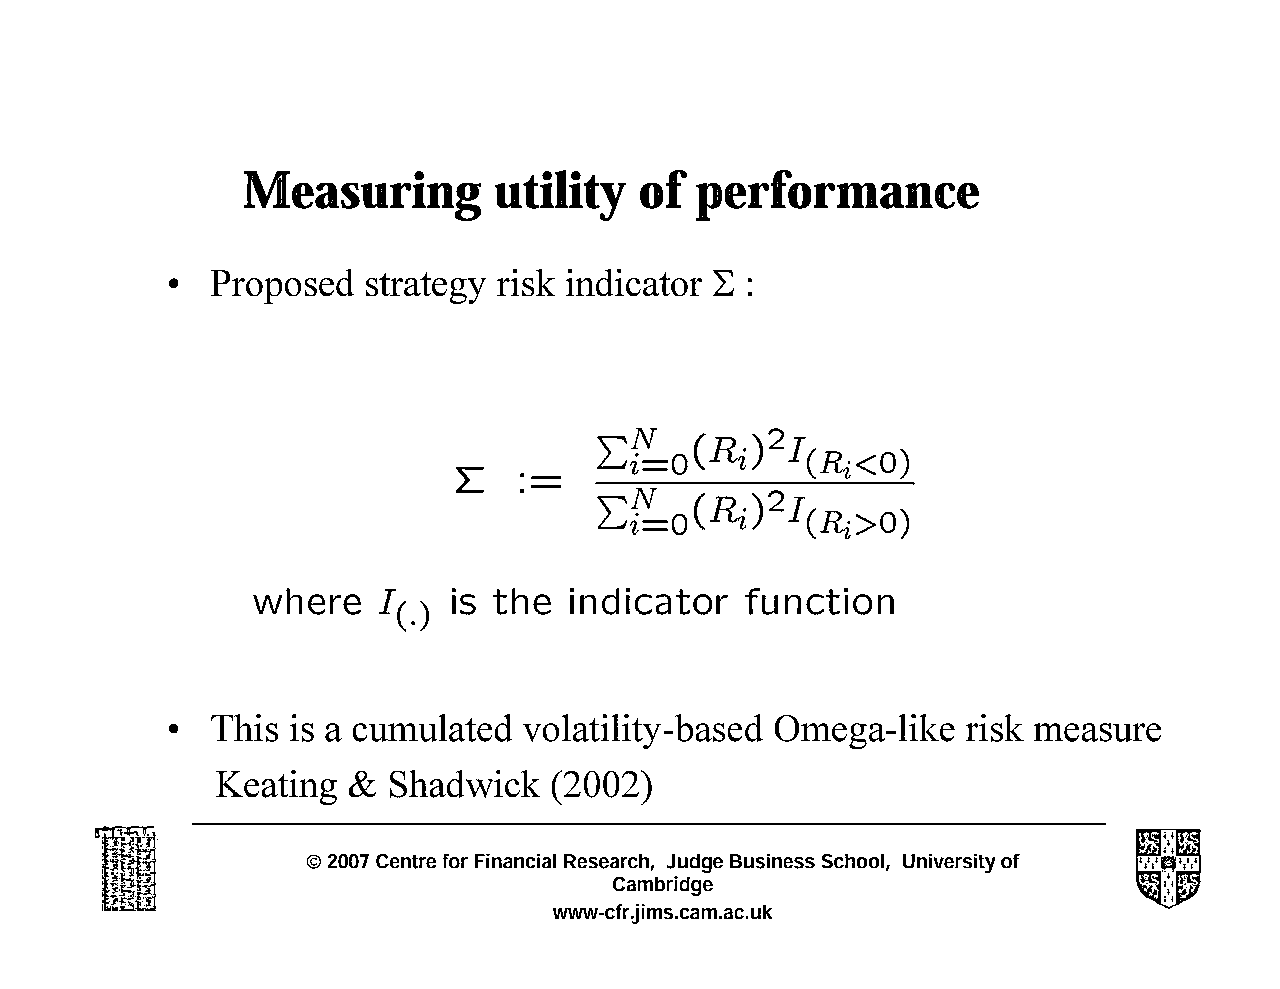 Measuring utility of performance
• Proposed strategy risk indicator Σ :
Σ := \frac{\sum_{i=0}^{N} (R_i)^2 I_{(R_i<0)}}{\sum_{i=0}^{N} (R_i)^2 I_{(R_i>0)}}
where I_{(.)} is the indicator function
• This is a cumulated volatility-based Omega-like risk measure
Keating & Shadwick (2002)
© 2007 Centre for Financial Research, Judge Business School, University of
Cambridge
www-cfr.jims.cam.ac.uk